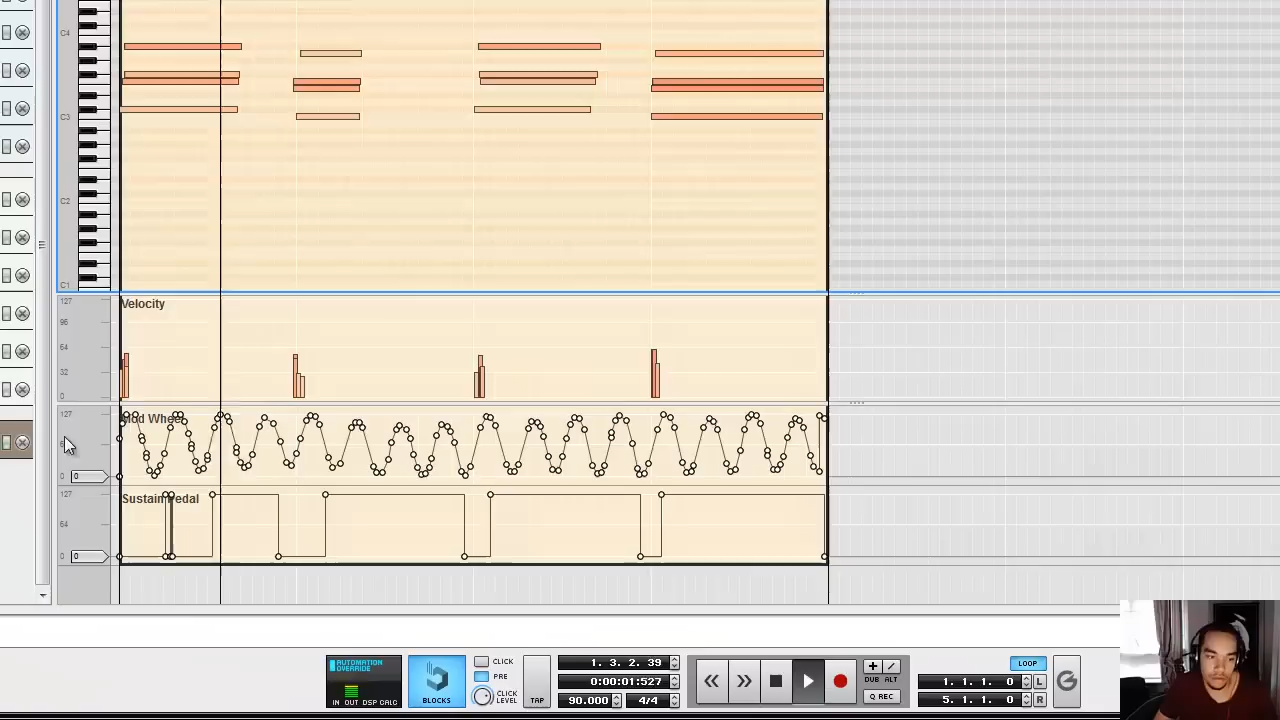 C4
C3
C2
C1
127
Velocity
96
64
32
0
127
Mod Wheel
0
0
127
Sustain Pedal
64
0
0
AUTOMATION
OVERRIDE
IN OUT DSP CALC
BLOCKS
CLICK
PRE
CLICK
LEVEL
TAP
1. 3. 2. 39
0:00:01:527
90.000
4/4
DUB ALT
Q REC
LOOP
1. 1. 1. 0
L
5. 1. 1. 0
R